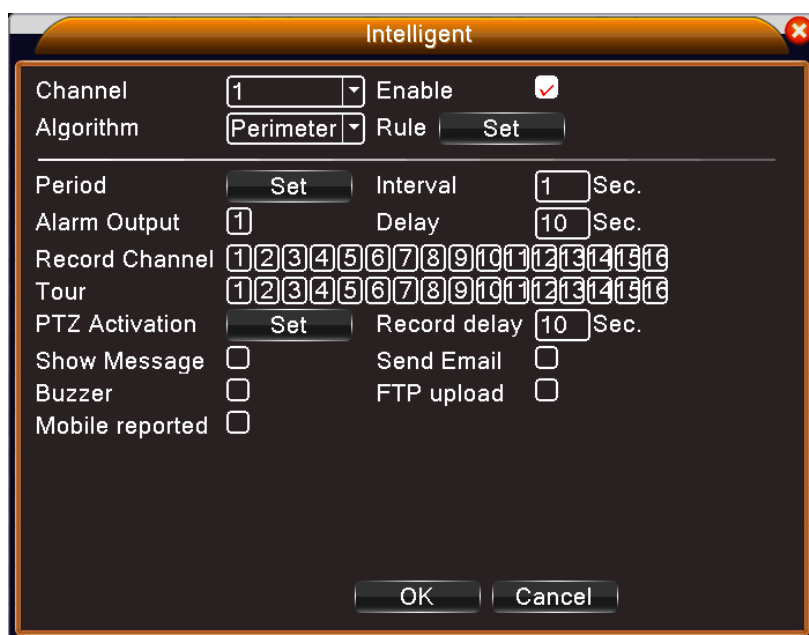 Intelligent
Channel 1 Enable
Algorithm Perimeter Rule Set
Period Set Interval 1 Sec.
Alarm Output 1 Delay 10 Sec.
Record Channel 1 2 3 4 5 6 7 8 9 10 11 12 13 14 15 16
Tour 1 2 3 4 5 6 7 8 9 10 11 12 13 14 15 16
PTZ Activation Set Record delay 10 Sec.
Show Message Send Email
Buzzer FTP upload
Mobile reported
OK Cancel